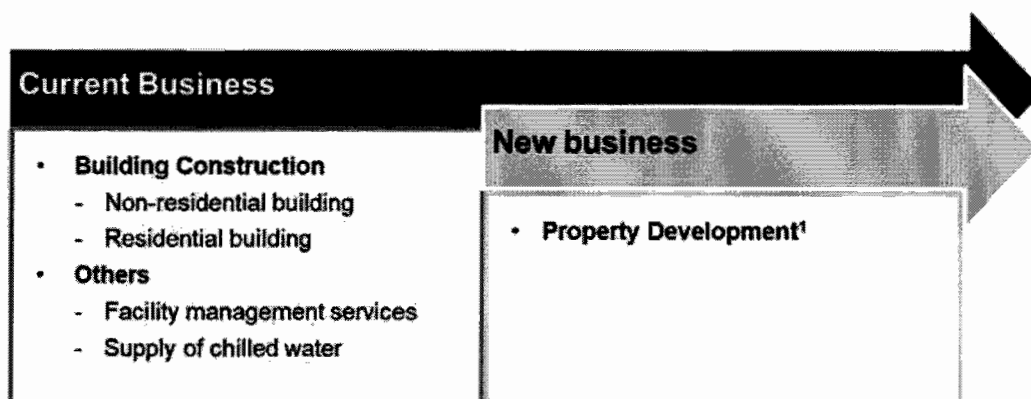 Current Business
New business
• Building Construction
- Non-residential building
- Residential building
• Others
- Facility management services
- Supply of chilled water
• Property Development¹